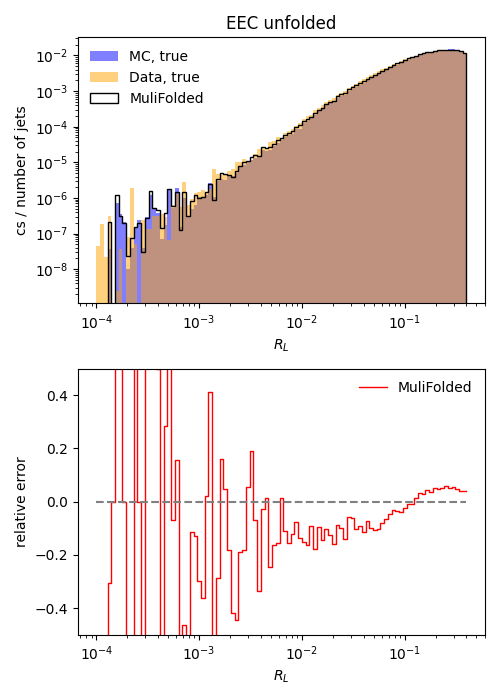 EEC unfolded
cs / number of jets
10⁻²
10⁻³
10⁻⁴
10⁻⁵
10⁻⁶
10⁻⁷
10⁻⁸
MC, true
Data, true
MuliFolded
10⁻⁴ 10⁻³ 10⁻² 10⁻¹
R_L
relative error
0.4
0.2
0.0
−0.2
−0.4
MuliFolded
10⁻⁴ 10⁻³ 10⁻² 10⁻¹
R_L